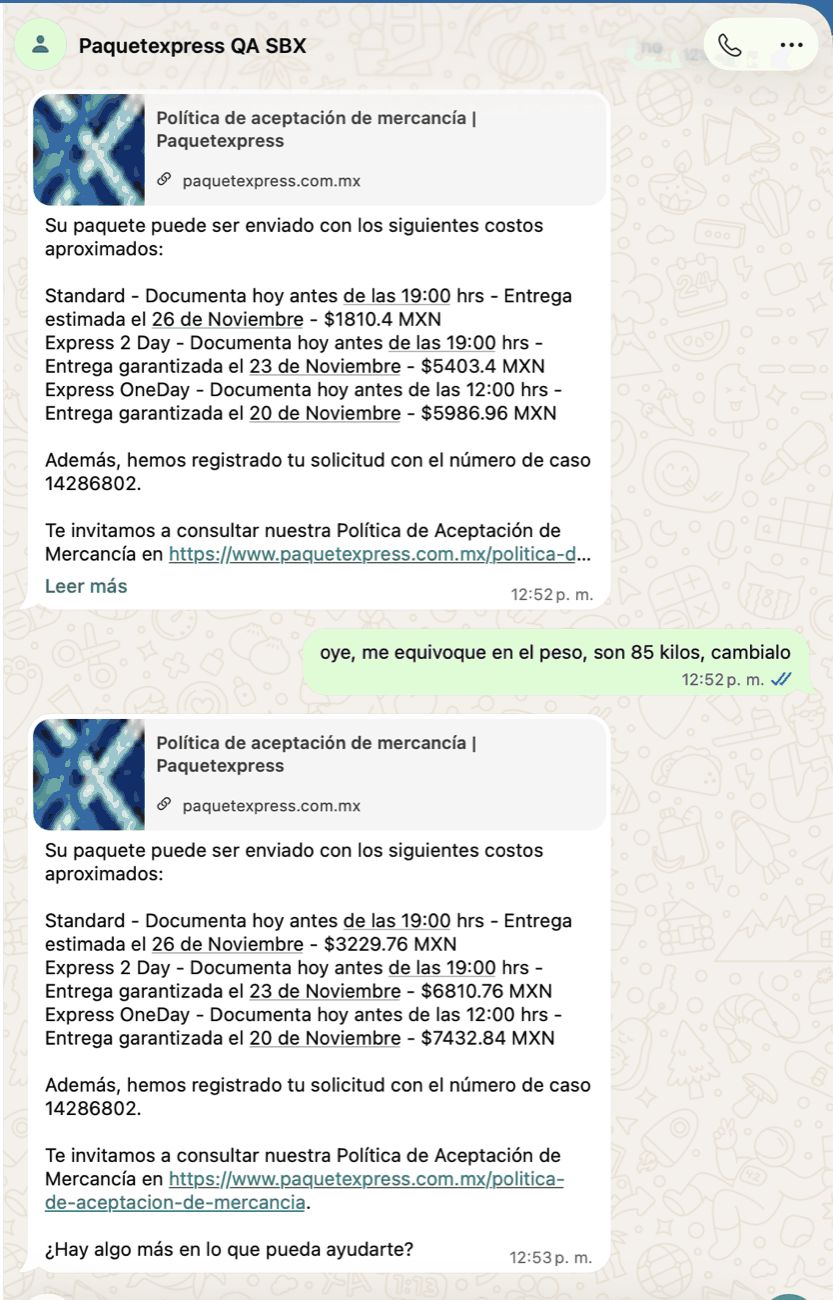 Paquetexpress QA SBX
Política de aceptación de mercancía |
Paquetexpress
paquetexpress.com.mx
Su paquete puede ser enviado con los siguientes costos
aproximados:
Standard - Documenta hoy antes de las 19:00 hrs - Entrega
estimada el 26 de Noviembre - $1810.4 MXN
Express 2 Day - Documenta hoy antes de las 19:00 hrs -
Entrega garantizada el 23 de Noviembre - $5403.4 MXN
Express OneDay - Documenta hoy antes de las 12:00 hrs -
Entrega garantizada el 20 de Noviembre - $5986.96 MXN
Además, hemos registrado tu solicitud con el número de caso
14286802.
Te invitamos a consultar nuestra Política de Aceptación de
Mercancía en https://www.paquetexpress.com.mx/politica-d...
Leer más
12:52 p. m.
oye, me equivoque en el peso, son 85 kilos, cambialo
12:52 p. m.
Política de aceptación de mercancía |
Paquetexpress
paquetexpress.com.mx
Su paquete puede ser enviado con los siguientes costos
aproximados:
Standard - Documenta hoy antes de las 19:00 hrs - Entrega
estimada el 26 de Noviembre - $3229.76 MXN
Express 2 Day - Documenta hoy antes de las 19:00 hrs -
Entrega garantizada el 23 de Noviembre - $6810.76 MXN
Express OneDay - Documenta hoy antes de las 12:00 hrs -
Entrega garantizada el 20 de Noviembre - $7432.84 MXN
Además, hemos registrado tu solicitud con el número de caso
14286802.
Te invitamos a consultar nuestra Política de Aceptación de
Mercancía en https://www.paquetexpress.com.mx/politica-
de-aceptacion-de-mercancia.
¿Hay algo más en lo que pueda ayudarte?
12:53 p. m.